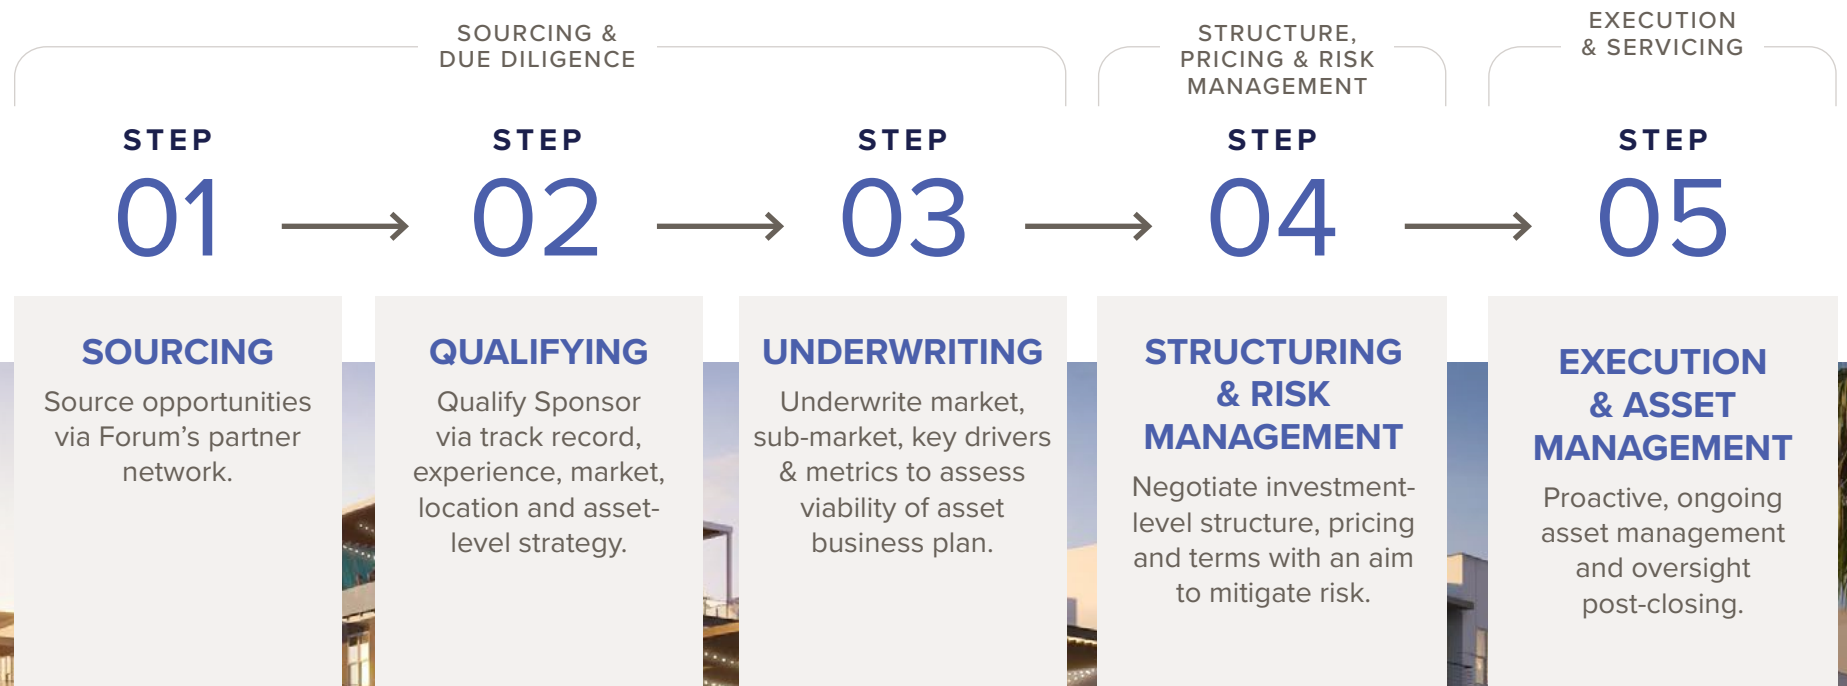 SOURCING &
DUE DILIGENCE
STRUCTURE,
PRICING & RISK
MANAGEMENT
EXECUTION
& SERVICING
STEP
01
STEP
02
STEP
03
STEP
04
STEP
05
SOURCING
Source opportunities
via Forum’s partner
network.
QUALIFYING
Qualify Sponsor
via track record,
experience, market,
location and asset-
level strategy.
UNDERWRITING
Underwrite market,
sub-market, key drivers
& metrics to assess
viability of asset
business plan.
STRUCTURING
& RISK
MANAGEMENT
Negotiate investment-
level structure, pricing
and terms with an aim
to mitigate risk.
EXECUTION
& ASSET
MANAGEMENT
Proactive, ongoing
asset management
and oversight
post-closing.